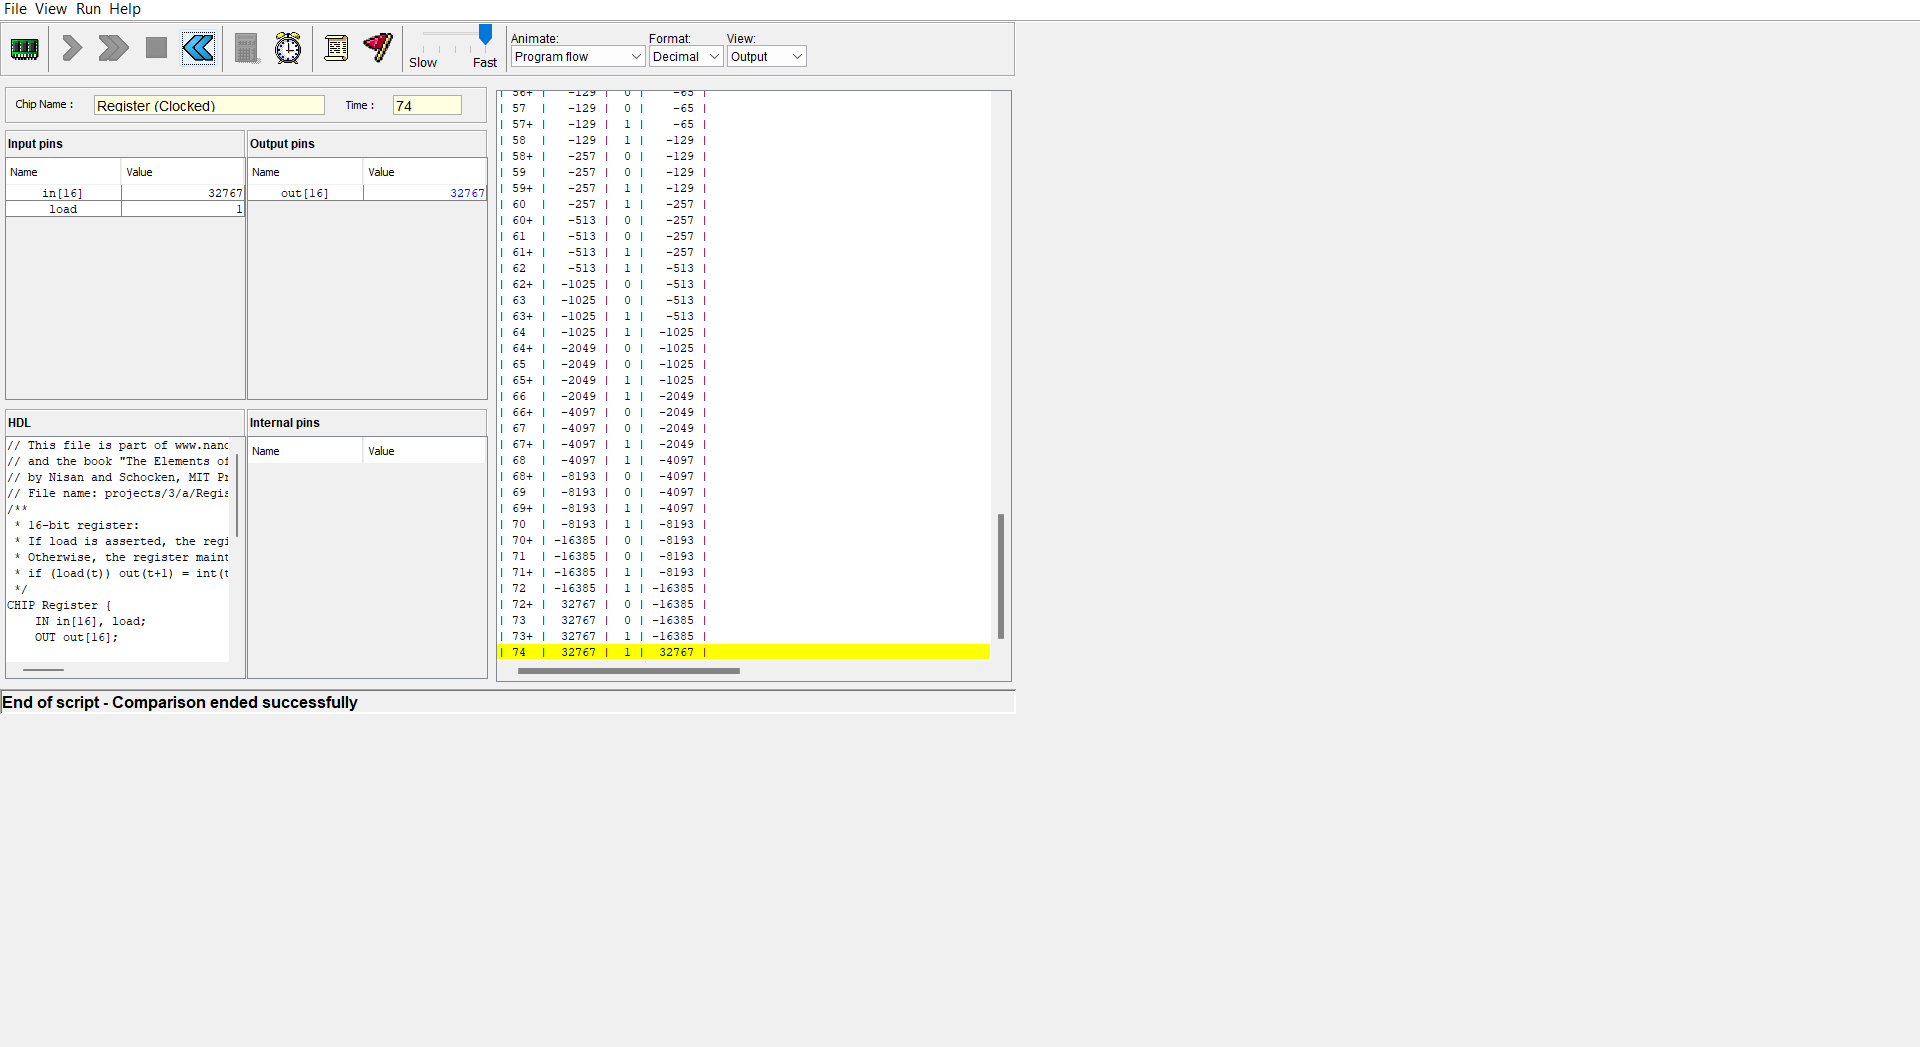 File View Run Help
Slow Fast
Animate:
Program flow
Format:
Decimal
View:
Output
Chip Name :
Register (Clocked)
Time :
74
Input pins
Name Value
in[16] 32767
load 1
Output pins
Name Value
out[16] 32767
HDL
// This file is part of www.nand
// and the book "The Elements of
// by Nisan and Schocken, MIT Pr
// File name: projects/3/a/Regis
/**
* 16-bit register:
* If load is asserted, the regi
* Otherwise, the register maint
* if (load(t)) out(t+1) = int(t
*/
CHIP Register {
IN in[16], load;
OUT out[16];
Internal pins
Name Value
| 56+ | -129 | 0 | -65 |
| 57 | -129 | 0 | -65 |
| 57+ | -129 | 1 | -65 |
| 58 | -129 | 1 | -129 |
| 58+ | -257 | 0 | -129 |
| 59 | -257 | 0 | -129 |
| 59+ | -257 | 1 | -129 |
| 60 | -257 | 1 | -257 |
| 60+ | -513 | 0 | -257 |
| 61 | -513 | 0 | -257 |
| 61+ | -513 | 1 | -257 |
| 62 | -513 | 1 | -513 |
| 62+ | -1025 | 0 | -513 |
| 63 | -1025 | 0 | -513 |
| 63+ | -1025 | 1 | -513 |
| 64 | -1025 | 1 | -1025 |
| 64+ | -2049 | 0 | -1025 |
| 65 | -2049 | 0 | -1025 |
| 65+ | -2049 | 1 | -1025 |
| 66 | -2049 | 1 | -2049 |
| 66+ | -4097 | 0 | -2049 |
| 67 | -4097 | 0 | -2049 |
| 67+ | -4097 | 1 | -2049 |
| 68 | -4097 | 1 | -4097 |
| 68+ | -8193 | 0 | -4097 |
| 69 | -8193 | 0 | -4097 |
| 69+ | -8193 | 1 | -4097 |
| 70 | -8193 | 1 | -8193 |
| 70+ | -16385 | 0 | -8193 |
| 71 | -16385 | 0 | -8193 |
| 71+ | -16385 | 1 | -8193 |
| 72 | -16385 | 1 | -16385 |
| 72+ | 32767 | 0 | -16385 |
| 73 | 32767 | 0 | -16385 |
| 73+ | 32767 | 1 | -16385 |
| 74 | 32767 | 1 | 32767 |
End of script - Comparison ended successfully